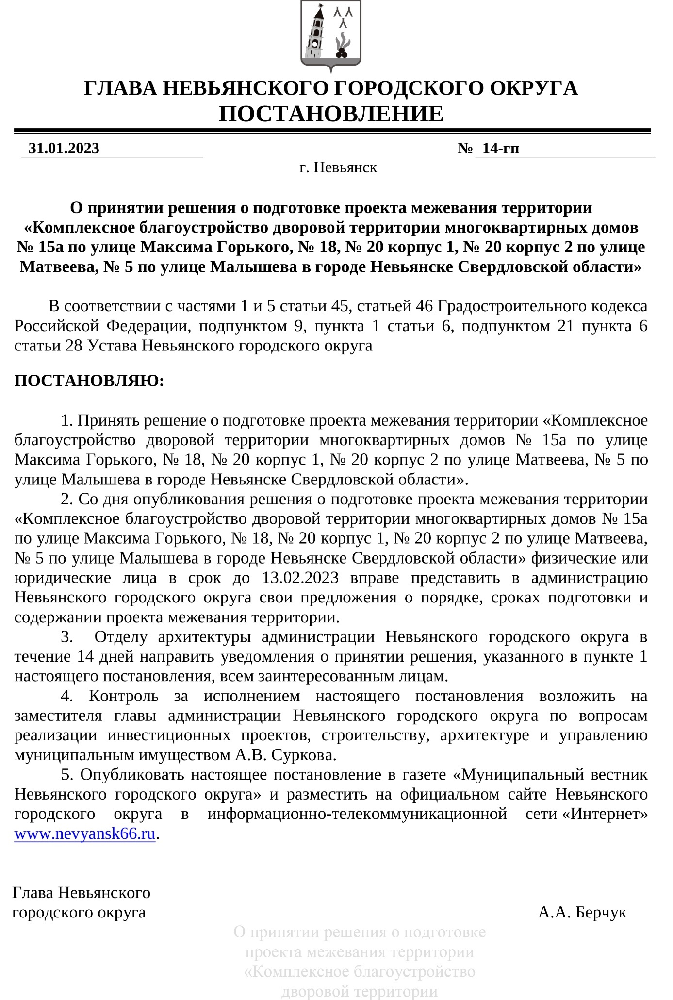 ГЛАВА НЕВЬЯНСКОГО ГОРОДСКОГО ОКРУГА
ПОСТАНОВЛЕНИЕ
31.01.2023 № 14-гп
г. Невьянск
О принятии решения о подготовке проекта межевания территории
«Комплексное благоустройство дворовой территории многоквартирных домов
№ 15а по улице Максима Горького, № 18, № 20 корпус 1, № 20 корпус 2 по улице
Матвеева, № 5 по улице Малышева в городе Невьянске Свердловской области»
В соответствии с частями 1 и 5 статьи 45, статьей 46 Градостроительного кодекса
Российской Федерации, подпунктом 9, пункта 1 статьи 6, подпунктом 21 пункта 6
статьи 28 Устава Невьянского городского округа
ПОСТАНОВЛЯЮ:
1. Принять решение о подготовке проекта межевания территории «Комплексное
благоустройство дворовой территории многоквартирных домов № 15а по улице
Максима Горького, № 18, № 20 корпус 1, № 20 корпус 2 по улице Матвеева, № 5 по
улице Малышева в городе Невьянске Свердловской области».
2. Со дня опубликования решения о подготовке проекта межевания территории
«Комплексное благоустройство дворовой территории многоквартирных домов № 15а
по улице Максима Горького, № 18, № 20 корпус 1, № 20 корпус 2 по улице Матвеева,
№ 5 по улице Малышева в городе Невьянске Свердловской области» физические или
юридические лица в срок до 13.02.2023 вправе представить в администрацию
Невьянского городского округа свои предложения о порядке, сроках подготовки и
содержании проекта межевания территории.
3. Отделу архитектуры администрации Невьянского городского округа в
течение 14 дней направить уведомления о принятии решения, указанного в пункте 1
настоящего постановления, всем заинтересованным лицам.
4. Контроль за исполнением настоящего постановления возложить на
заместителя главы администрации Невьянского городского округа по вопросам
реализации инвестиционных проектов, строительству, архитектуре и управлению
муниципальным имуществом А.В. Суркова.
5. Опубликовать настоящее постановление в газете «Муниципальный вестник
Невьянского городского округа» и разместить на официальном сайте Невьянского
городского округа в информационно-телекоммуникационной сети «Интернет»
www.nevyansk66.ru.
Глава Невьянского
городского округа А.А. Берчук
О принятии решения о подготовке
проекта межевания территории
«Комплексное благоустройство
дворовой территории